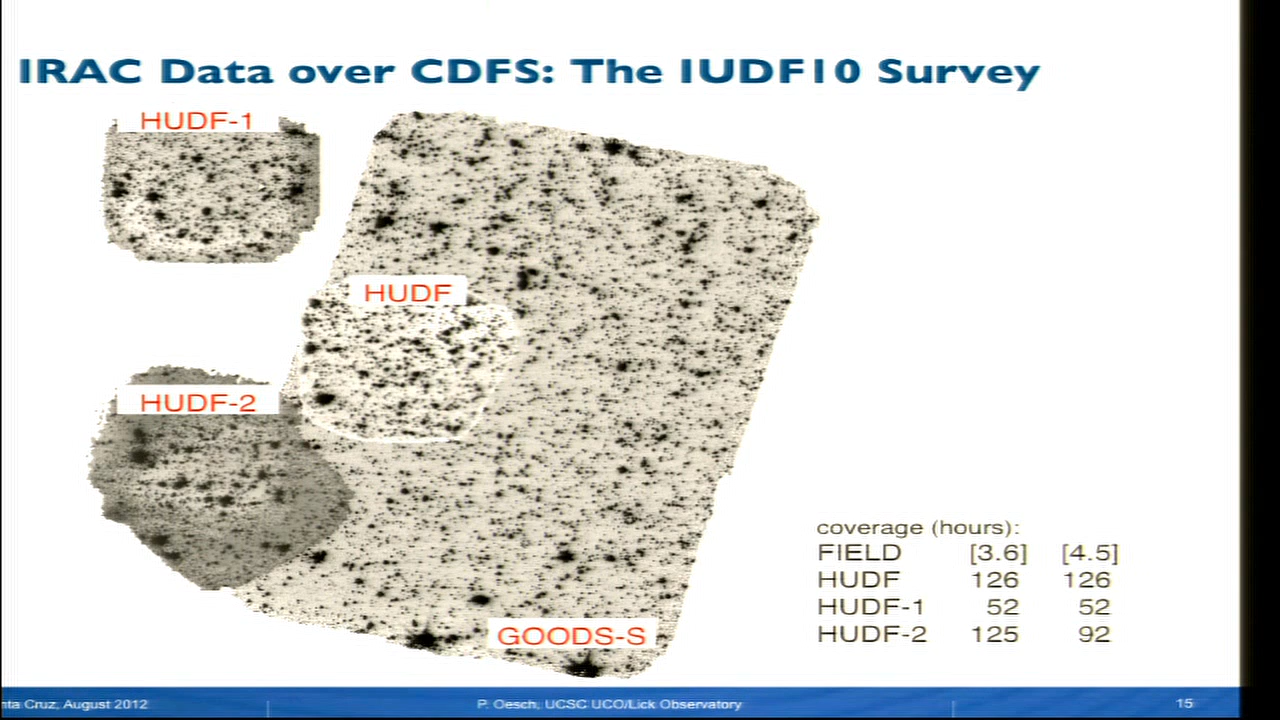 IRAC Data over CDFS: The IUDF10 Survey
HUDF-1
HUDF
HUDF-2
GOODS-S
coverage (hours):
FIELD [3.6] [4.5]
HUDF 126 126
HUDF-1 52 52
HUDF-2 125 92
Cruz, August 2012
P. Oesch, UCSC UCO/Lick Observatory
15